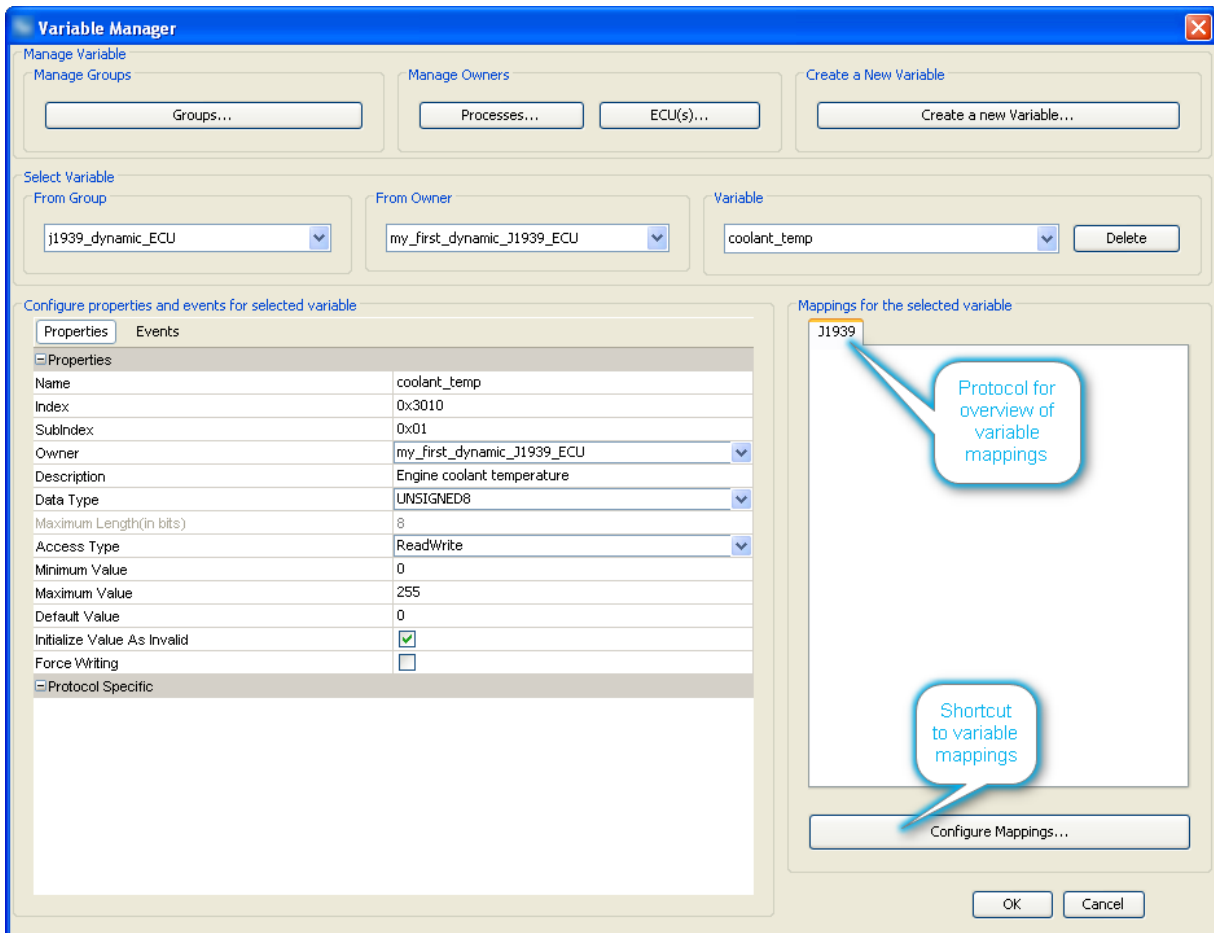 Variable Manager
Manage Variable
Manage Groups
Manage Owners
Create a New Variable
Groups...
Processes...
ECU(s)...
Create a new Variable...
Select Variable
From Group
From Owner
Variable
j1939_dynamic_ECU
my_first_dynamic_J1939_ECU
coolant_temp
Delete
Configure properties and events for selected variable
Properties
Events
Properties
Name
coolant_temp
Index
0x3010
SubIndex
0x01
Owner
my_first_dynamic_J1939_ECU
Description
Engine coolant temperature
Data Type
UNSIGNED8
Maximum Length(in bits)
8
Access Type
ReadWrite
Minimum Value
0
Maximum Value
255
Default Value
0
Initialize Value As Invalid
Force Writing
Protocol Specific
Mappings for the selected variable
J1939
Protocol for
overview of
variable
mappings
Shortcut
to variable
mappings
Configure Mappings...
OK
Cancel